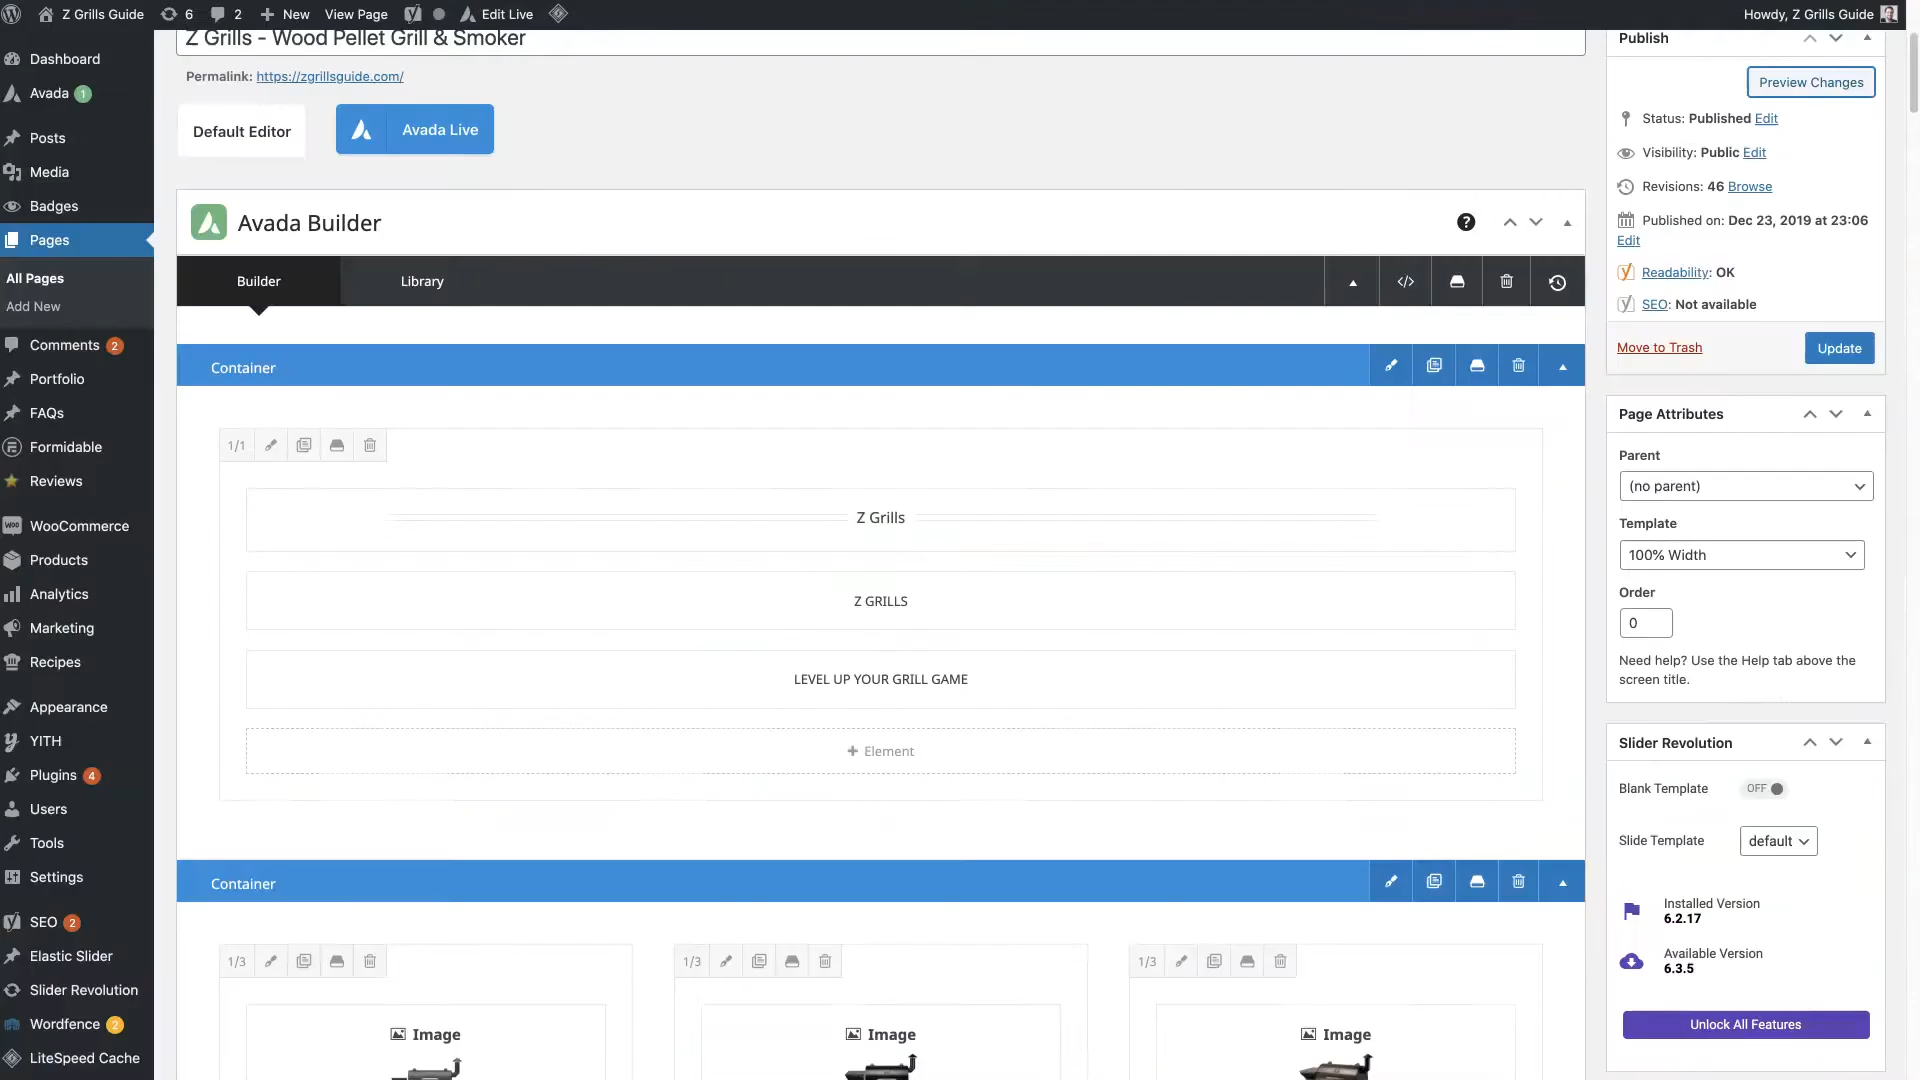 Z Grills Guide
6
2
New
View Page
Edit Live
Howdy, Z Grills Guide
Dashboard
Avada 1
Posts
Media
Badges
Pages
All Pages
Add New
Comments 2
Portfolio
FAQs
Formidable
Reviews
WooCommerce
Products
Analytics
Marketing
Recipes
Appearance
YITH
Plugins 4
Users
Tools
Settings
SEO 2
Elastic Slider
Slider Revolution
Wordfence 2
LiteSpeed Cache
Z Grills - Wood Pellet Grill & Smoker
Permalink: https://zgrillsguide.com/
Default Editor
Avada Live
Avada Builder
Builder
Library
Container
1/1
Z Grills
Z GRILLS
LEVEL UP YOUR GRILL GAME
Element
Container
1/3
1/3
1/3
Image
Image
Image
Publish
Preview Changes
Status: Published Edit
Visibility: Public Edit
Revisions: 46 Browse
Published on: Dec 23, 2019 at 23:06
Edit
Readability: OK
SEO: Not available
Move to Trash
Update
Page Attributes
Parent
(no parent)
Template
100% Width
Order
0
Need help? Use the Help tab above the
screen title.
Slider Revolution
Blank Template
OFF
Slide Template
default
Installed Version
6.2.17
Available Version
6.3.5
Unlock All Features